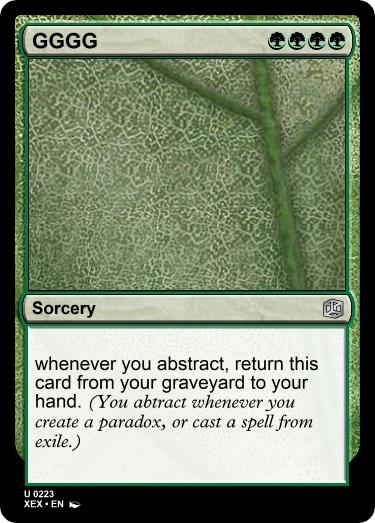 GGGG
Sorcery
whenever you abstract, return this
card from your graveyard to your
hand. (You abtract whenever you
create a paradox, or cast a spell from
exile.)
U 0223
XEX • EN